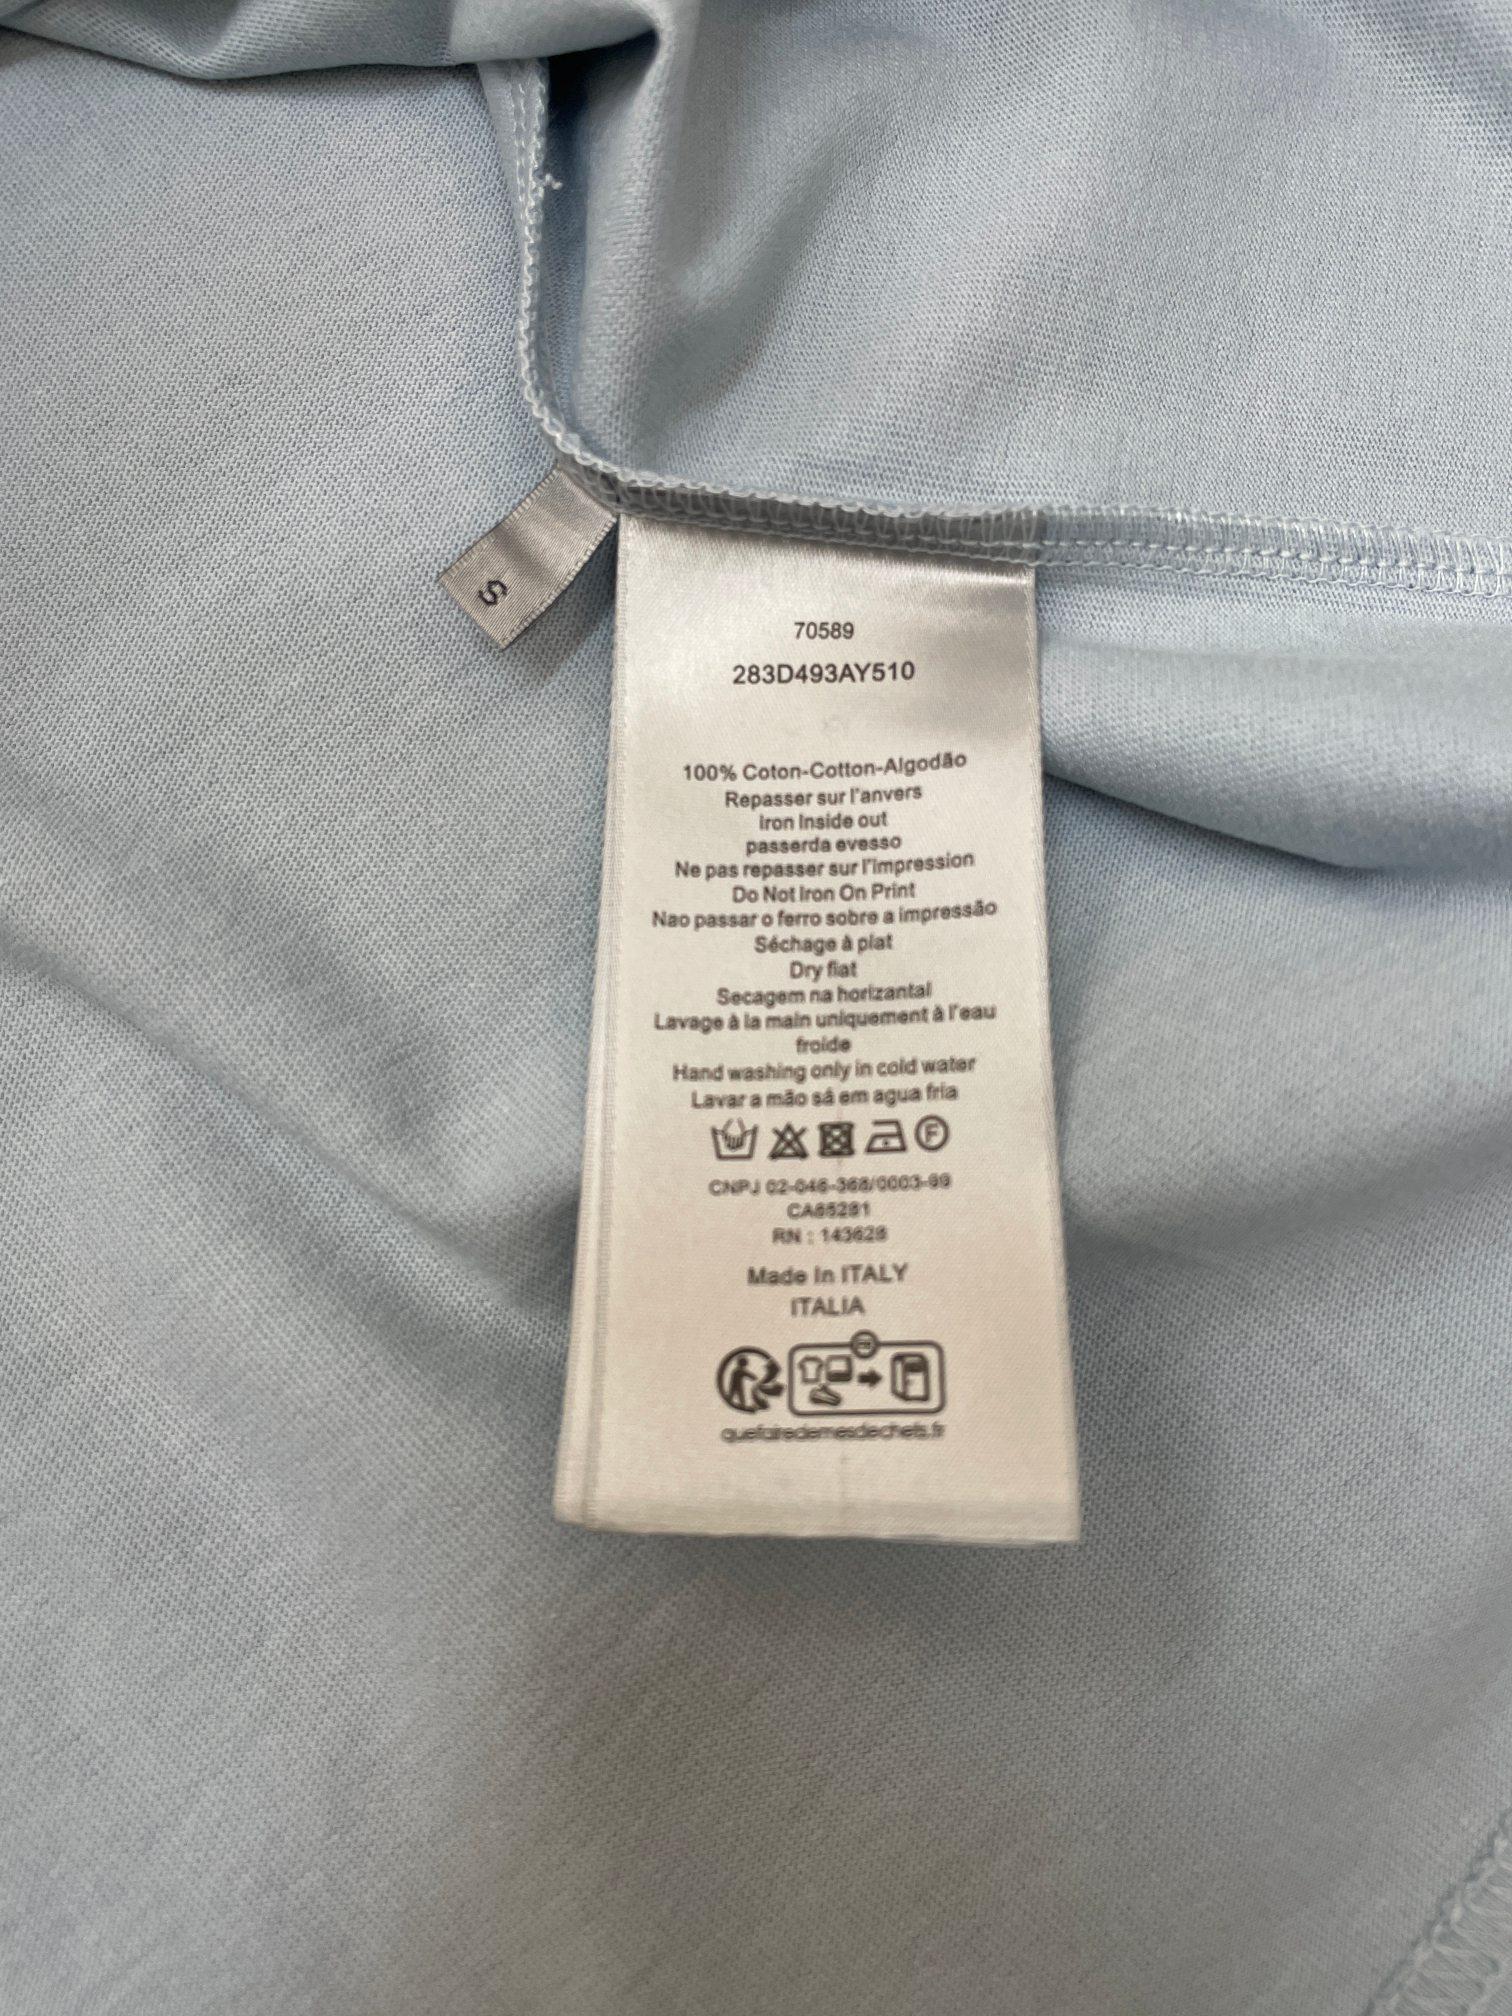 S
70589
283D493AY510
100% Coton-Cotton-Algodão
Repasser sur l'anvers
Iron Inside out
passerda evesso
Ne pas repasser sur l'impression
Do Not Iron On Print
Nao passar o ferro sobre a impressão
Séchage à plat
Dry flat
Secagem na horizantal
Lavage à la main uniquement à l'eau
froide
Hand washing only in cold water
Lavar a mão sá em agua fria
F
CNPJ 02-046-368/0003-99
CA65281
RN : 143628
Made In ITALY
ITALIA
FR
quefairedemesdechets.fr